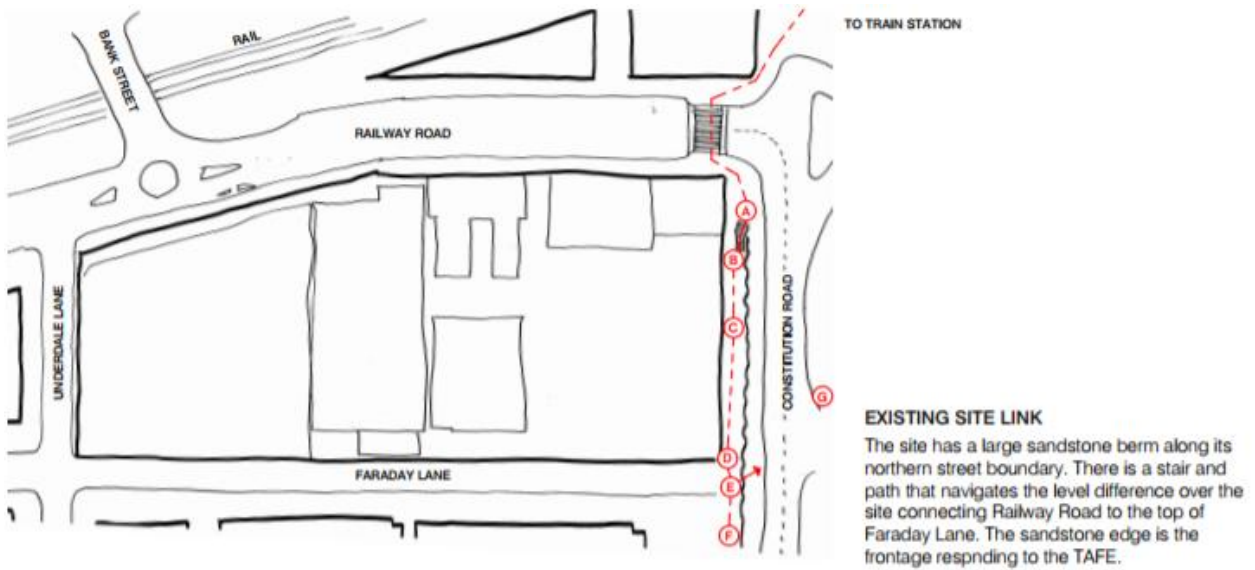 TO TRAIN STATION
RAIL
BANK STREET
RAILWAY ROAD
A
B
C
UNDERDALE LANE
CONSTITUTION ROAD
G
D
FARADAY LANE
E
F
EXISTING SITE LINK
The site has a large sandstone berm along its
northern street boundary. There is a stair and
path that navigates the level difference over the
site connecting Railway Road to the top of
Faraday Lane. The sandstone edge is the
frontage respnding to the TAFE.